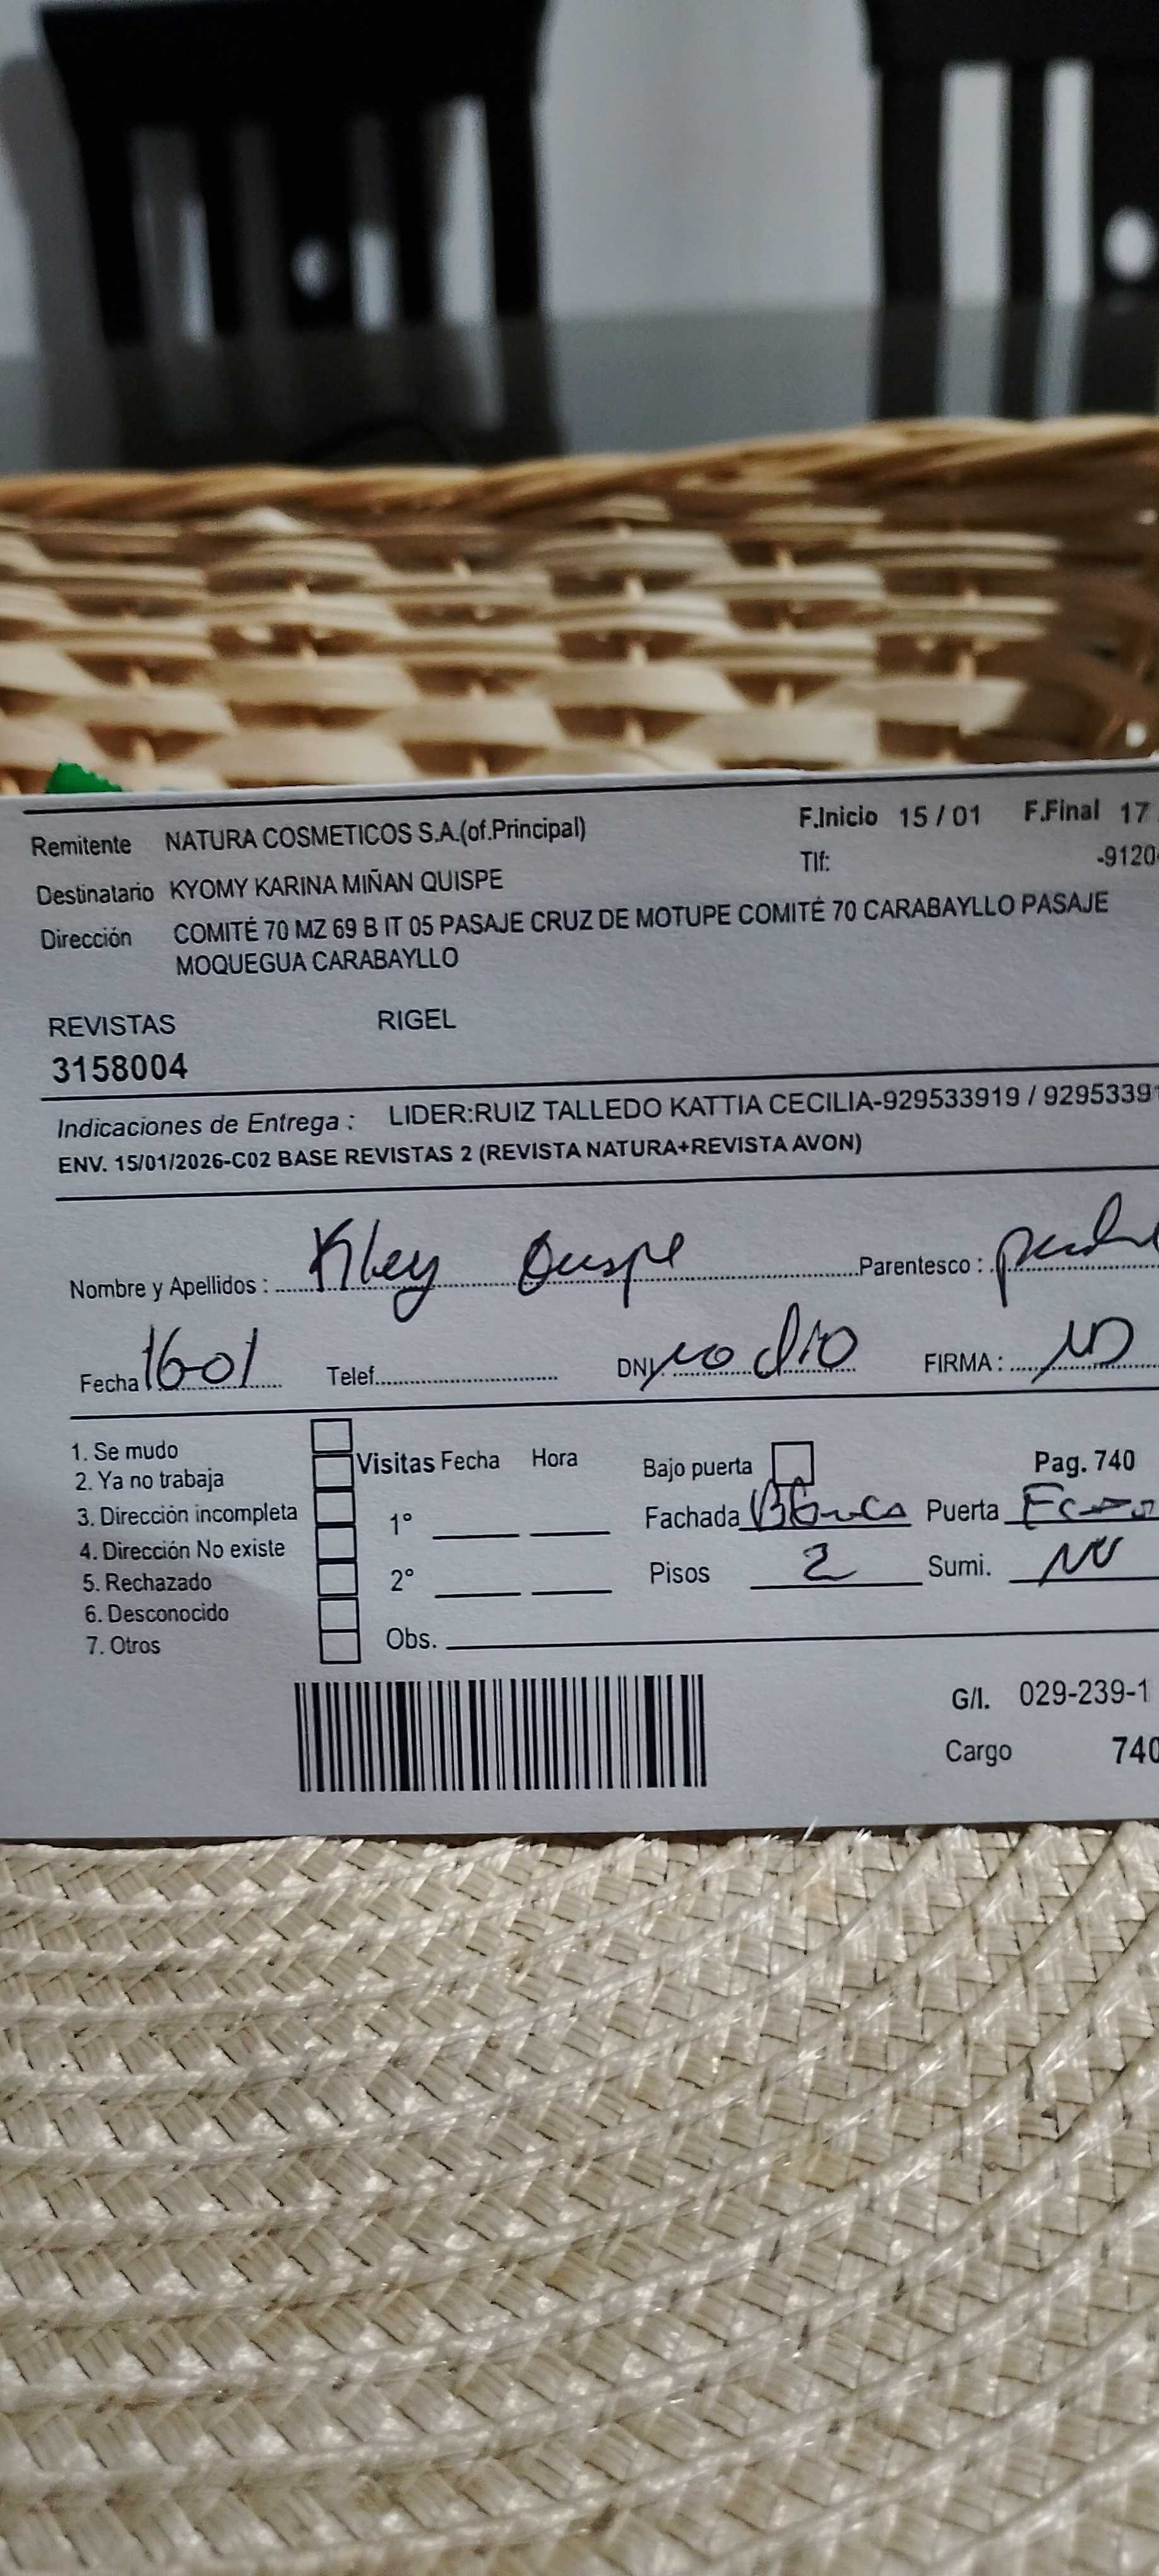 Remitente NATURA COSMETICOS S.A.(of.Principal) F.Inicio 15 / 01 F.Final 17
Tlf: -9120
Destinatario KYOMY KARINA MIÑAN QUISPE
Dirección COMITÉ 70 MZ 69 B IT 05 PASAJE CRUZ DE MOTUPE COMITÉ 70 CARABAYLLO PASAJE
MOQUEGUA CARABAYLLO
REVISTAS RIGEL
3158004
Indicaciones de Entrega : LIDER:RUIZ TALLEDO KATTIA CECILIA-929533919 / 9295339
ENV. 15/01/2026-C02 BASE REVISTAS 2 (REVISTA NATURA+REVISTA AVON)
Nombre y Apellidos : Quispe Parentesco :
Fecha 16-01 Telef. DNI no dio FIRMA :
1. Se mudo
2. Ya no trabaja
3. Dirección incompleta
4. Dirección No existe
5. Rechazado
6. Desconocido
7. Otros
Visitas Fecha Hora
1°
2°
Obs.
Bajo puerta Pag. 740
Fachada Blanca Puerta
Pisos 2 Sumi. NV
G/I. 029-239-1
Cargo 740